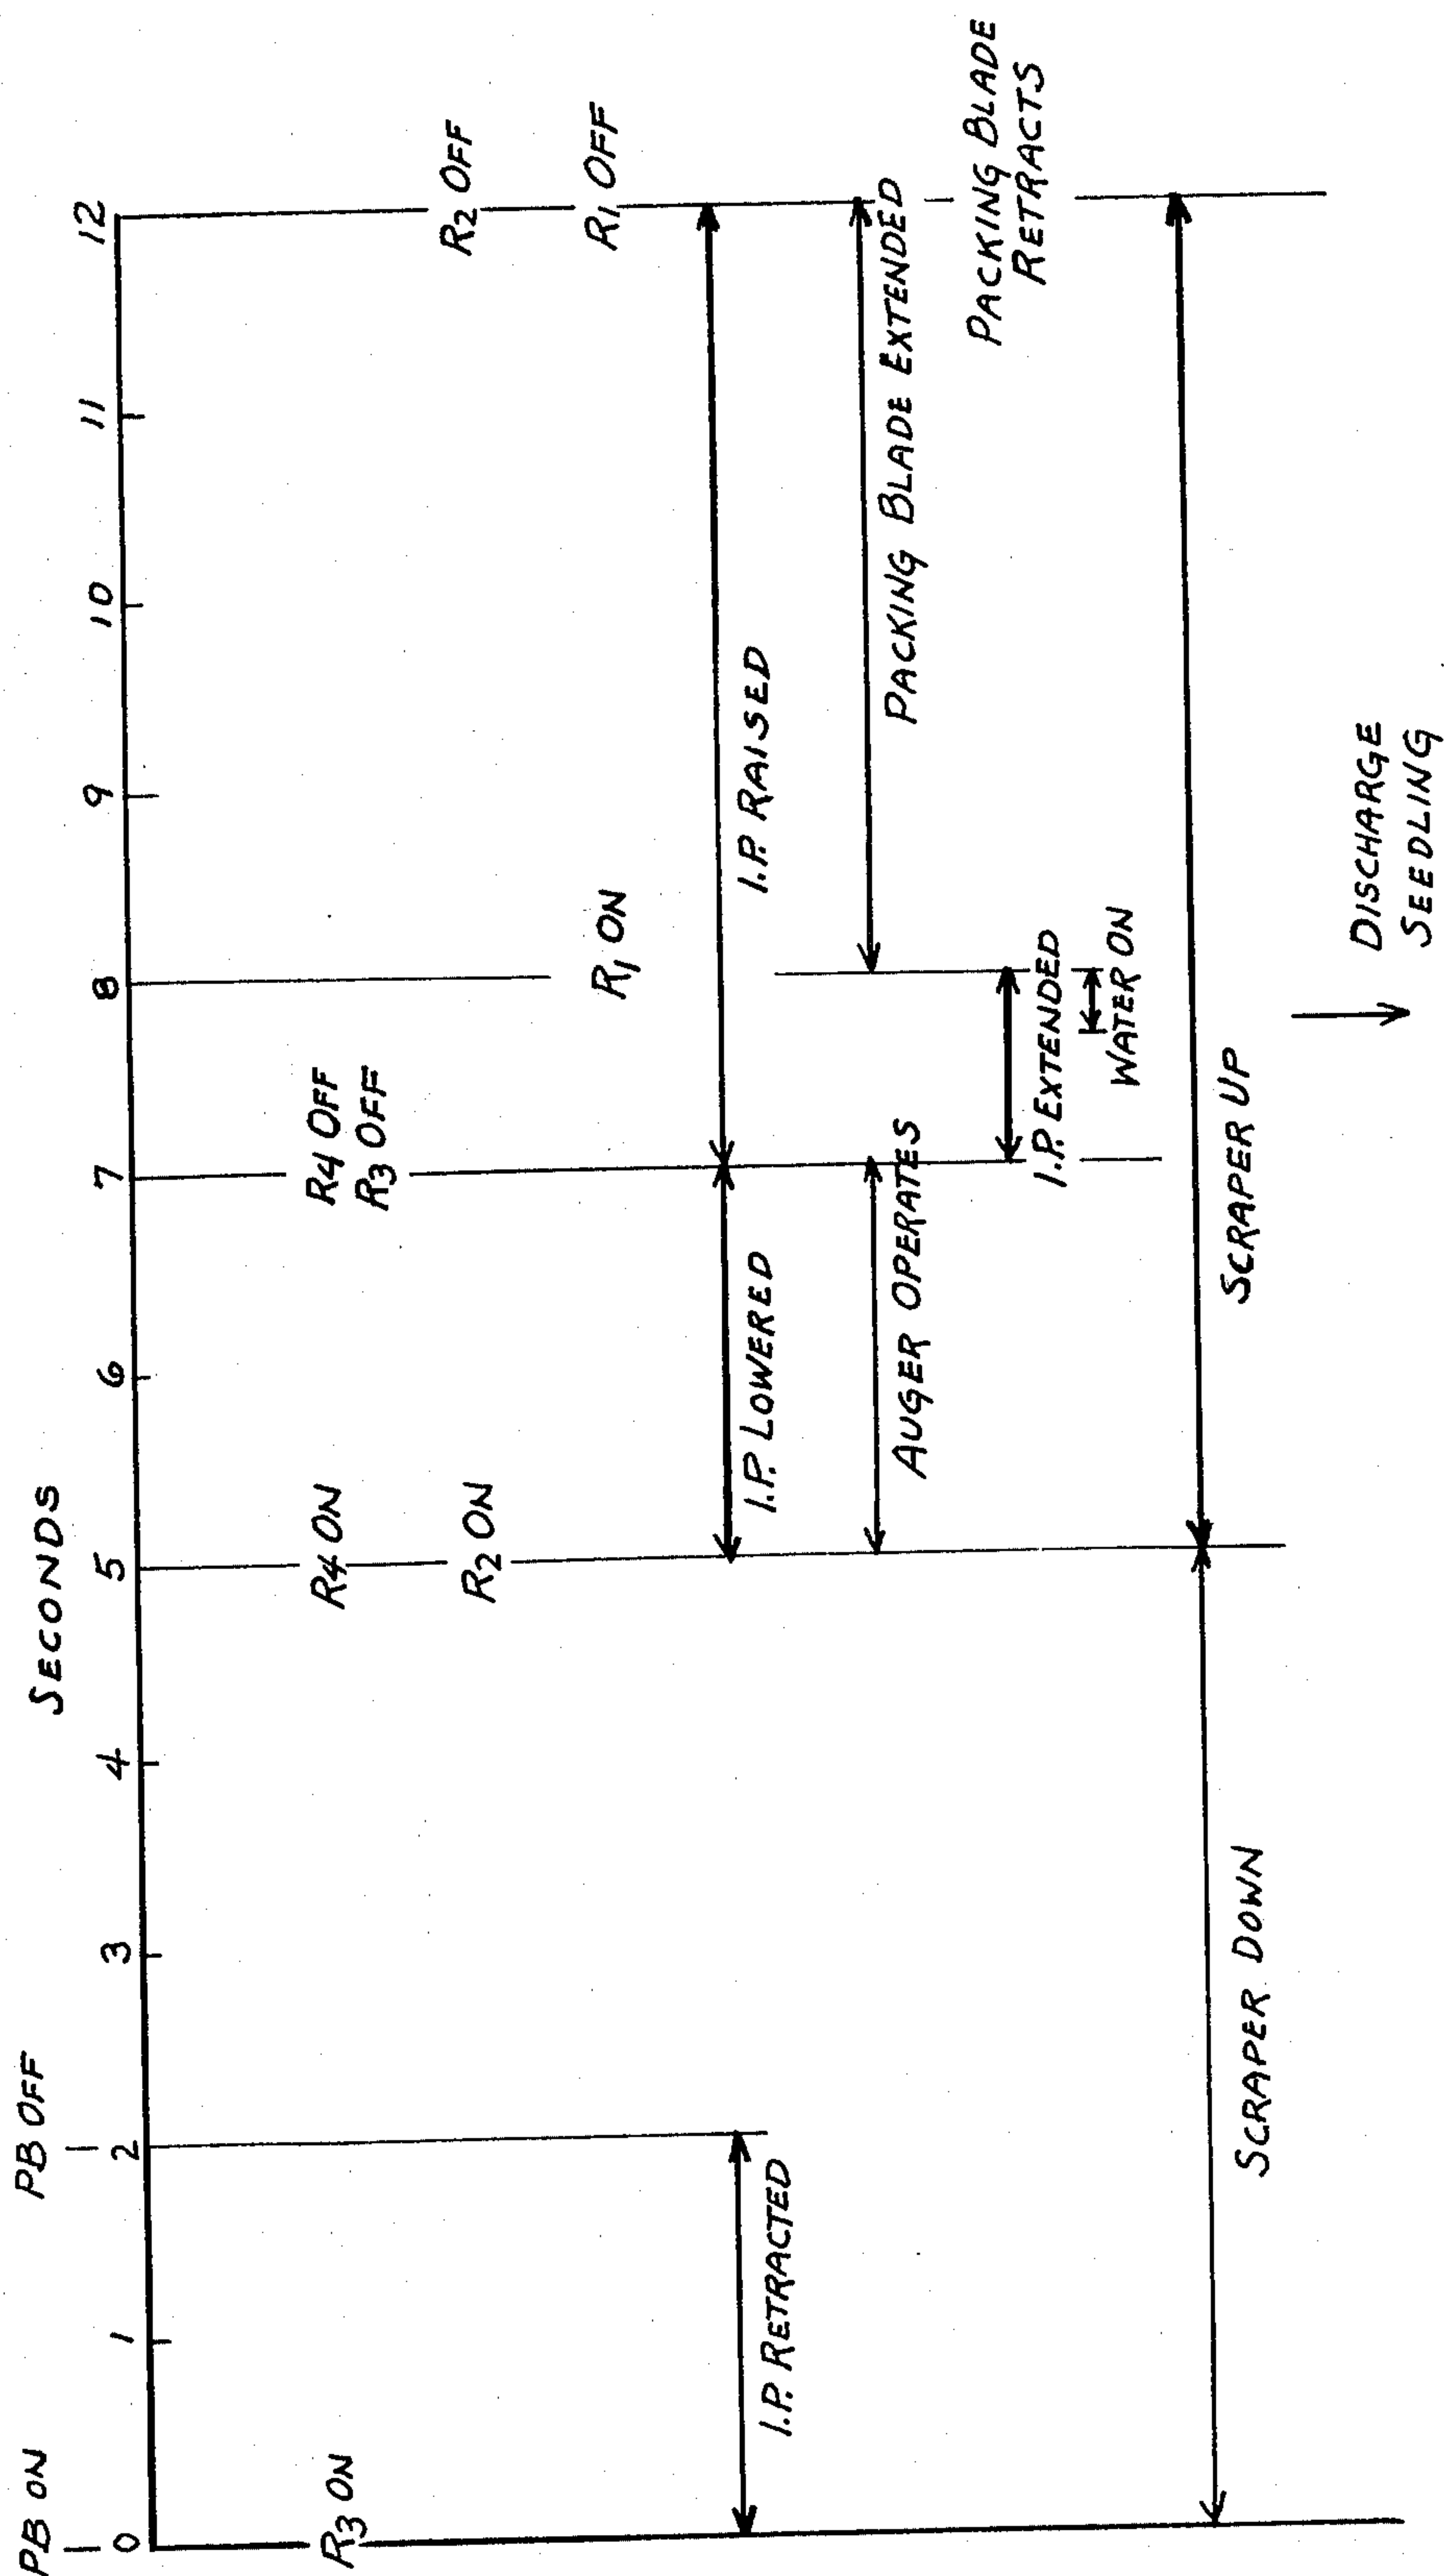 SECONDS
PB ON
PB OFF
0 1 2 3 4 5 6 7 8 9 10 11 12
R3 ON
R4 ON
R4 OFF
R3 OFF
R2 ON
R2 OFF
R1 ON
R1 OFF
I.P. RETRACTED
I.P. LOWERED
I.P. RAISED
AUGER OPERATES
PACKING BLADE EXTENDED
PACKING BLADE
RETRACTS
I.P. EXTENDED
WATER ON
SCRAPER DOWN
SCRAPER UP
DISCHARGE
SEEDLING